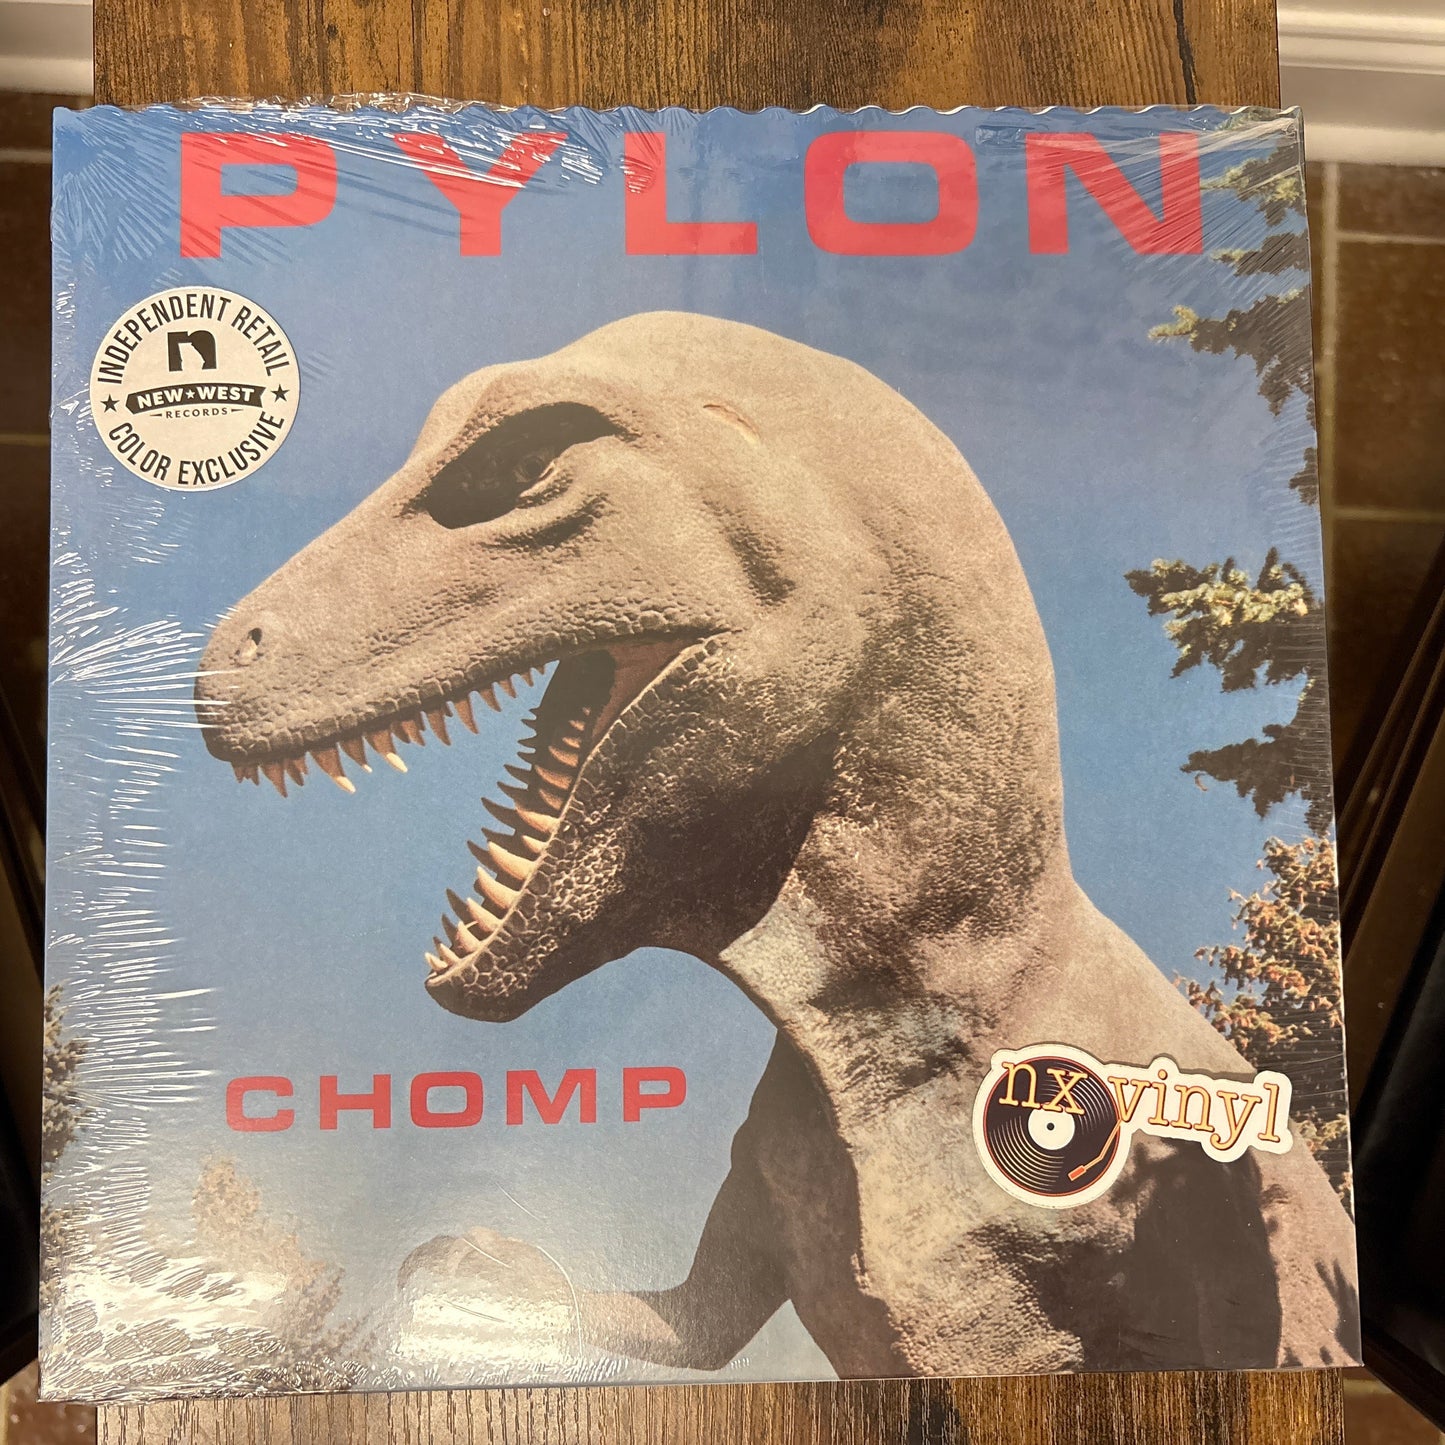 PYLON
INDEPENDENT RETAIL
n
NEW★WEST
RECORDS
★ COLOR EXCLUSIVE ★
CHOMP
nx vinyl